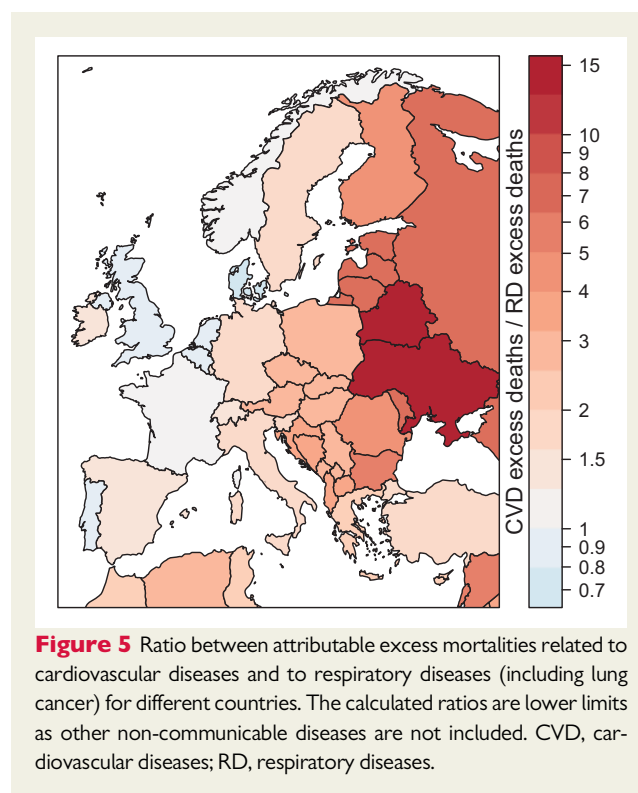 15
10
9
8
7
6
5
4
3
2
1.5
1
0.9
0.8
0.7
CVD excess deaths / RD excess deaths
Figure 5 Ratio between attributable excess mortalities related to
cardiovascular diseases and to respiratory diseases (including lung
cancer) for different countries. The calculated ratios are lower limits
as other non-communicable diseases are not included. CVD, car-
diovascular diseases; RD, respiratory diseases.